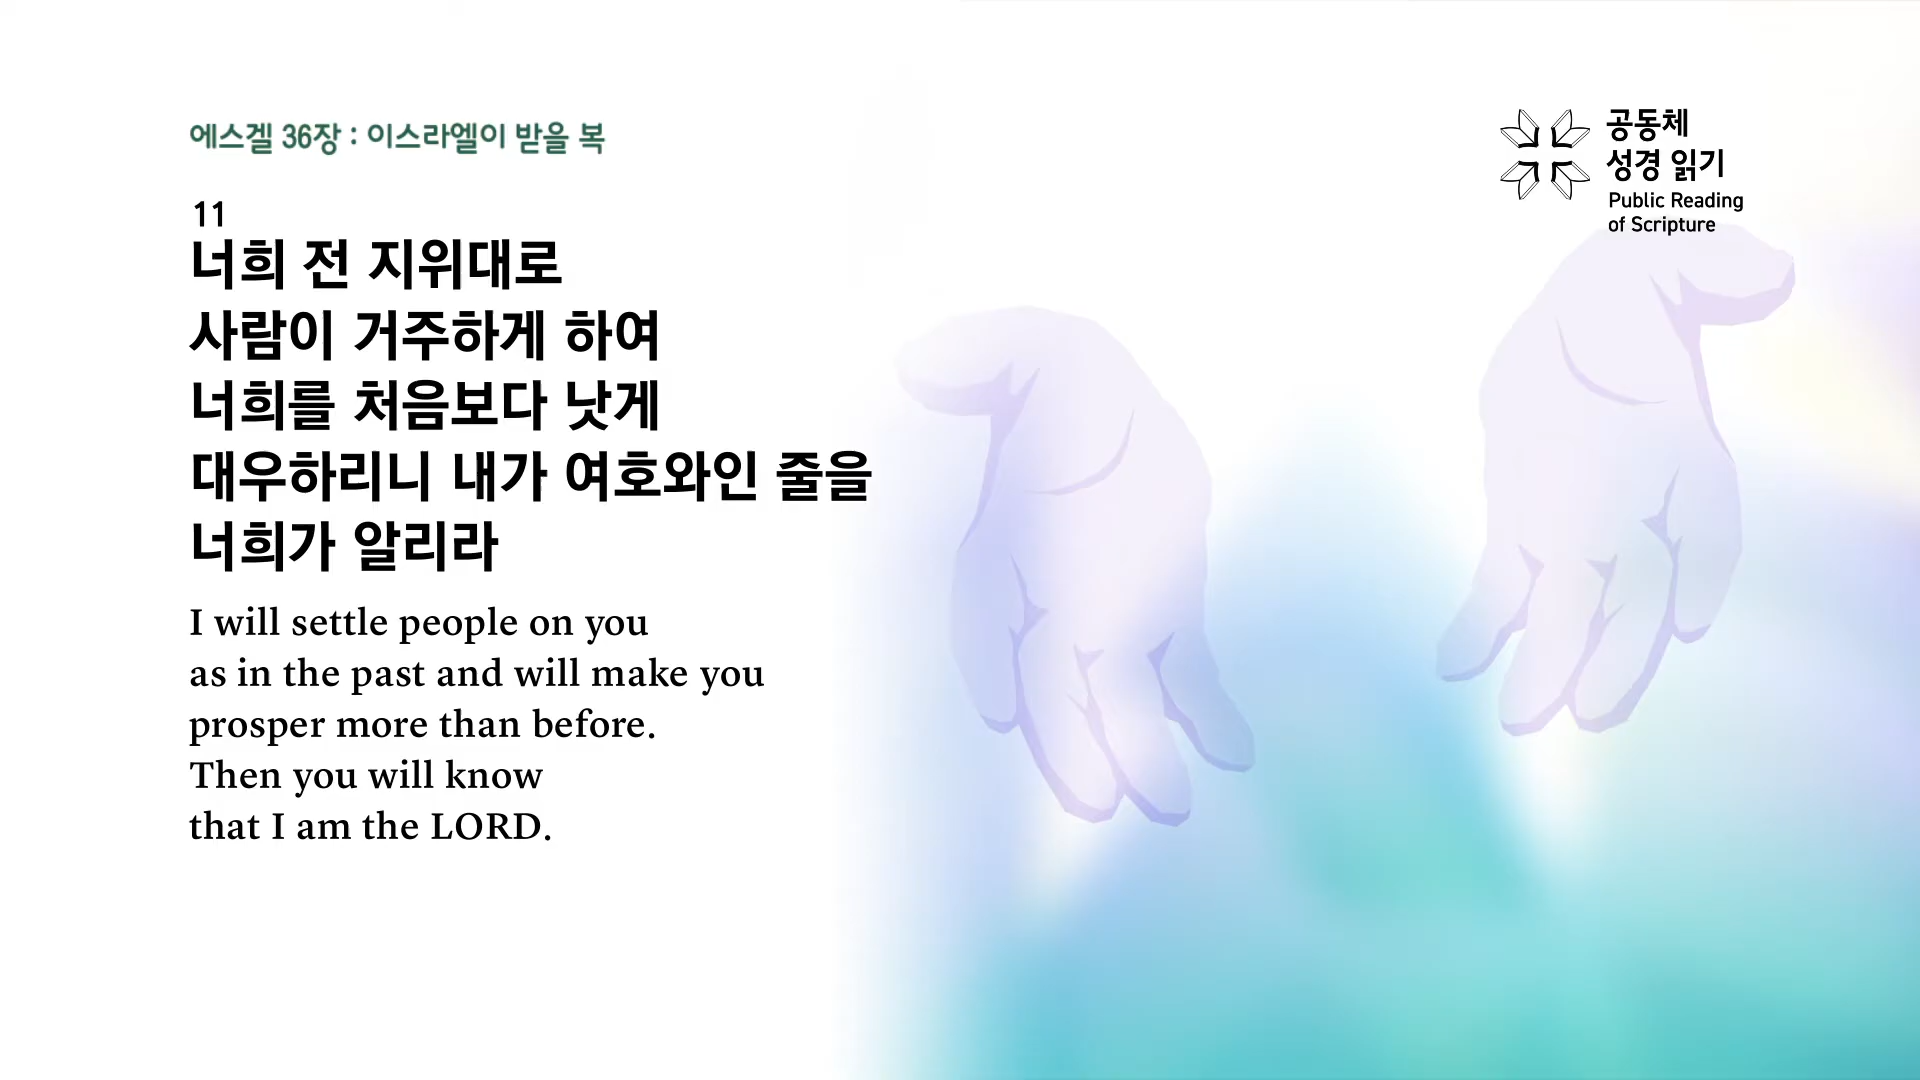 에스겔 36장 : 이스라엘이 받을 복
11
너희 전 지위대로
사람이 거주하게 하여
너희를 처음보다 낫게
대우하리니 내가 여호와인 줄을
너희가 알리라
I will settle people on you
as in the past and will make you
prosper more than before.
Then you will know
that I am the LORD.
공동체
성경 읽기
Public Reading
of Scripture